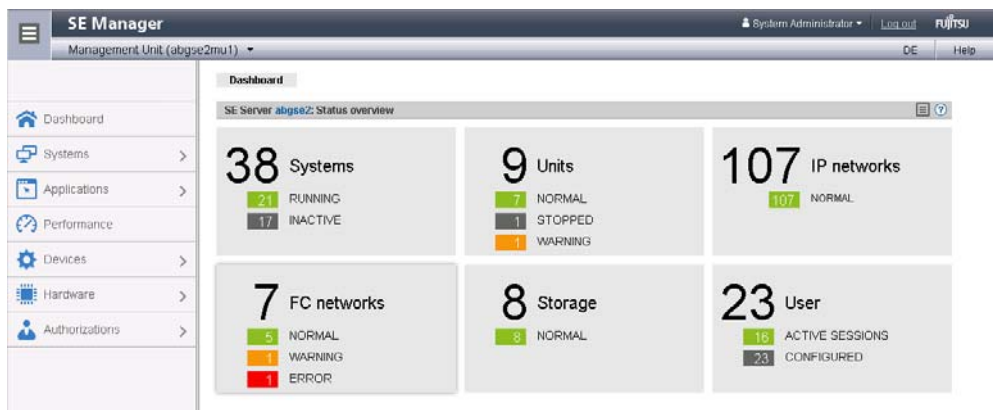 SE Manager
System Administrator
Log out
FUJITSU
Management Unit (abgse2mu1)
DE
Help
Dashboard
Systems
Applications
Performance
Devices
Hardware
Authorizations
Dashboard
SE Server abgse2: Status overview
38 Systems
21 RUNNING
17 INACTIVE
9 Units
7 NORMAL
1 STOPPED
1 WARNING
107 IP networks
107 NORMAL
7 FC networks
5 NORMAL
1 WARNING
1 ERROR
8 Storage
8 NORMAL
23 User
16 ACTIVE SESSIONS
23 CONFIGURED